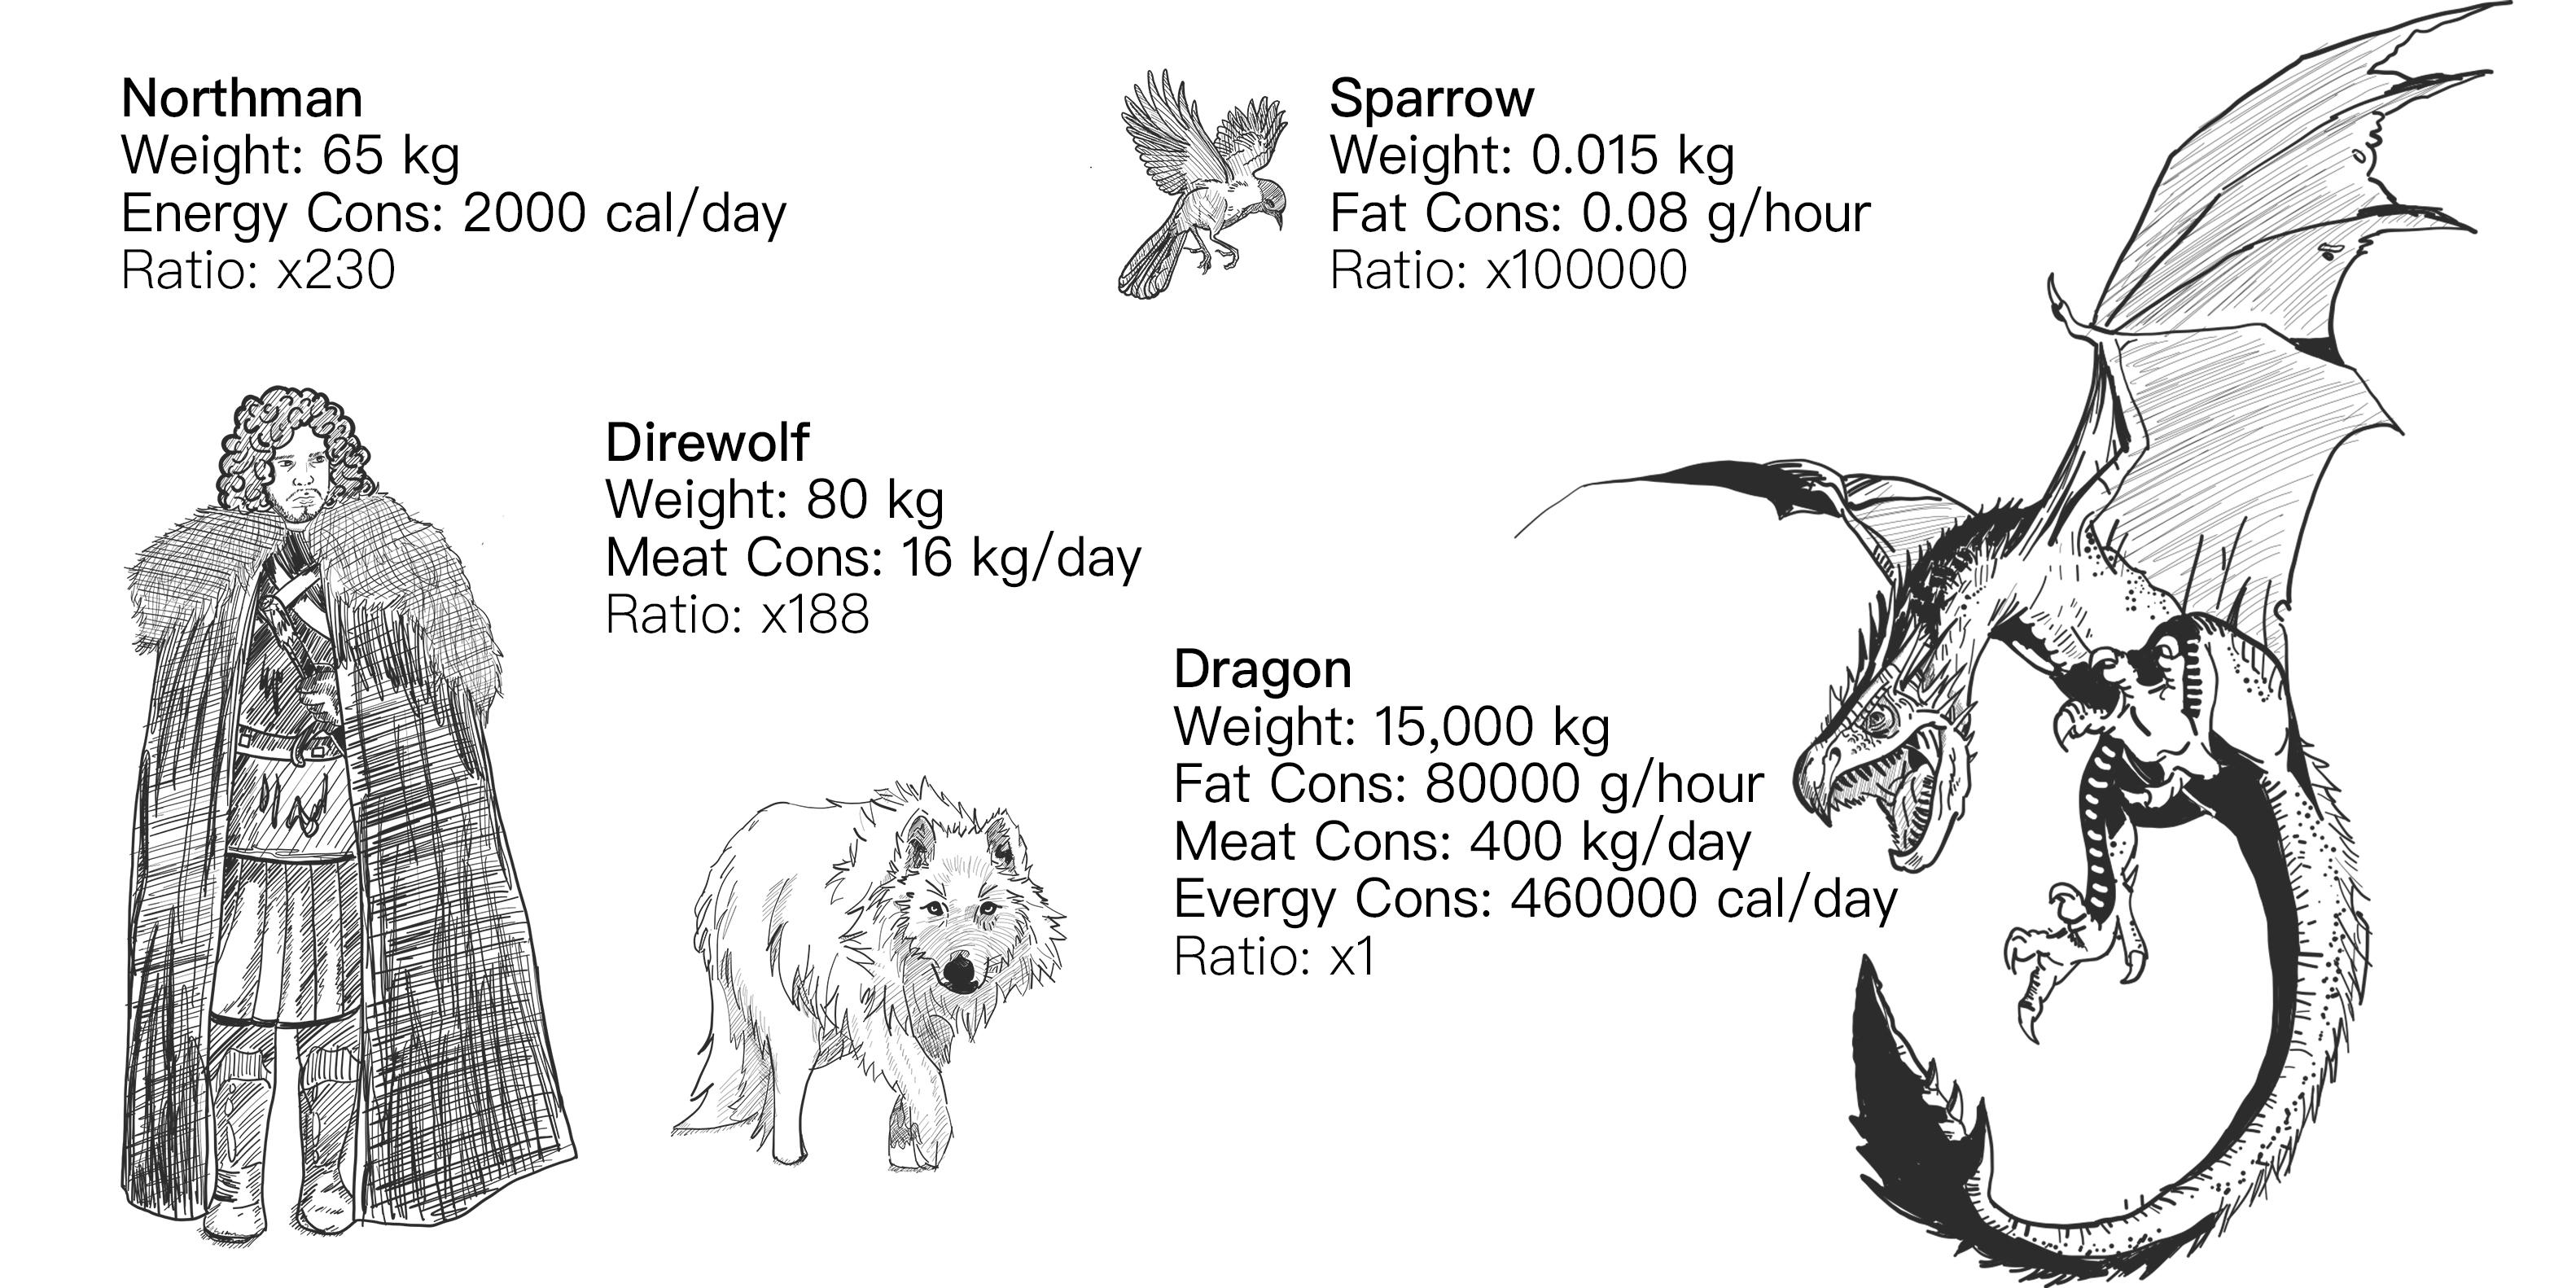 Northman
Weight: 65 kg
Energy Cons: 2000 cal/day
Ratio: x230
Sparrow
Weight: 0.015 kg
Fat Cons: 0.08 g/hour
Ratio: x100000
Direwolf
Weight: 80 kg
Meat Cons: 16 kg/day
Ratio: x188
Dragon
Weight: 15,000 kg
Fat Cons: 80000 g/hour
Meat Cons: 400 kg/day
Evergy Cons: 460000 cal/day
Ratio: x1